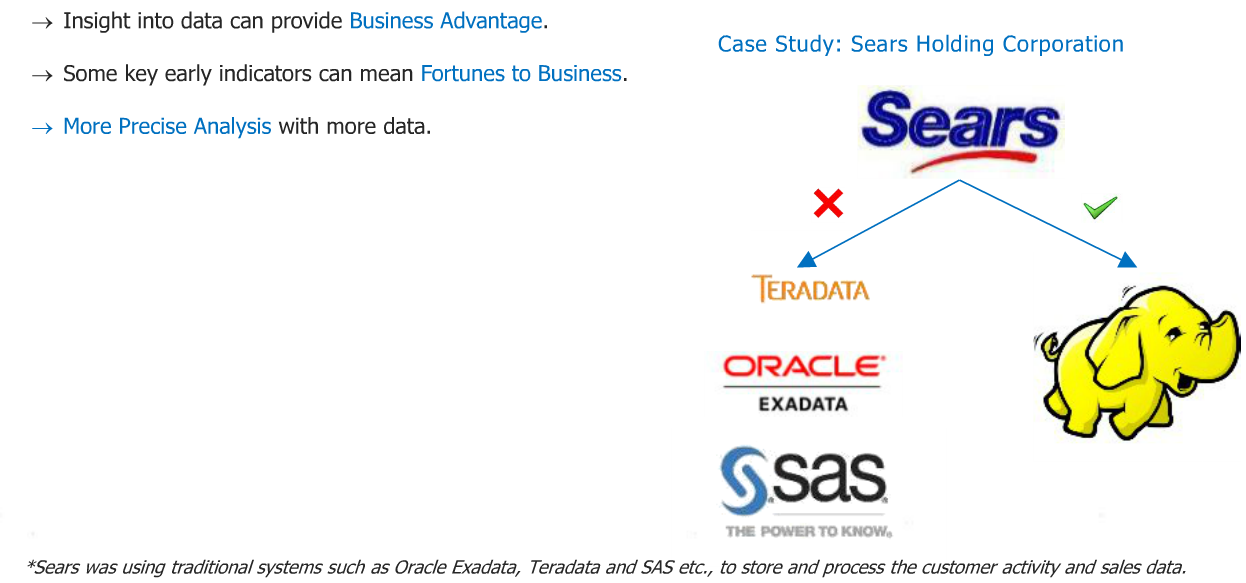 → Insight into data can provide Business Advantage.
→ Some key early indicators can mean Fortunes to Business.
→ More Precise Analysis with more data.
Case Study: Sears Holding Corporation
Sears
TERADATA
ORACLE®
EXADATA
sas®
THE POWER TO KNOW®
*Sears was using traditional systems such as Oracle Exadata, Teradata and SAS etc., to store and process the customer activity and sales data.